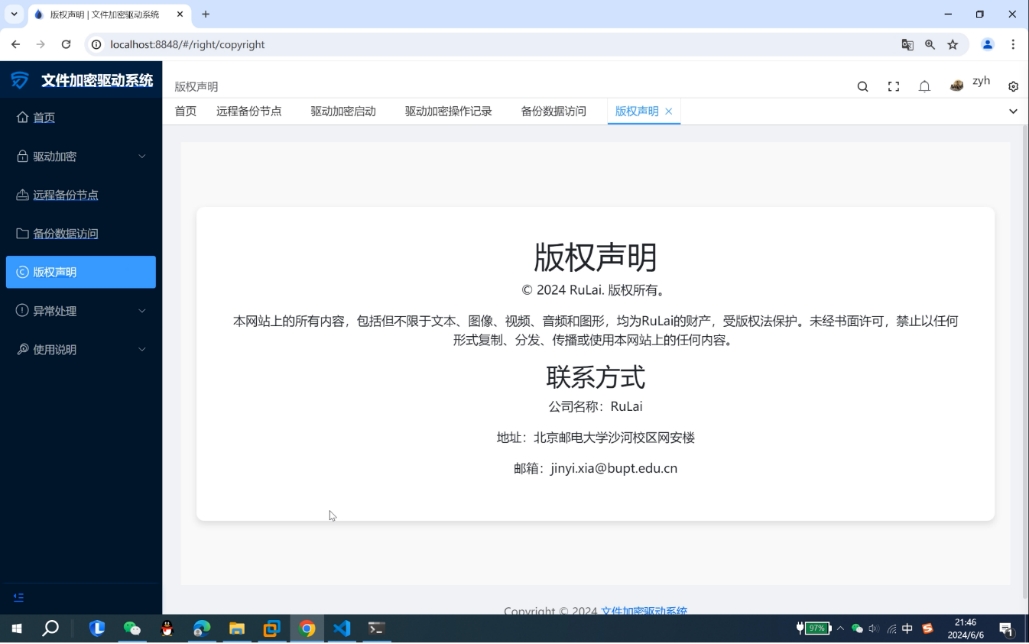 版权声明 | 文件加密驱动系统
localhost:8848/#/right/copyright
文件加密驱动系统
首页
驱动加密
远程备份节点
备份数据访问
版权声明
异常处理
使用说明
版权声明
zyh
首页 远程备份节点 驱动加密启动 驱动加密操作记录 备份数据访问 版权声明
版权声明
© 2024 RuLai. 版权所有。
本网站上的所有内容，包括但不限于文本、图像、视频、音频和图形，均为RuLai的财产，受版权法保护。未经书面许可，禁止以任何
形式复制、分发、传播或使用本网站上的任何内容。
联系方式
公司名称：RuLai
地址：北京邮电大学沙河校区网安楼
邮箱：jinyi.xia@bupt.edu.cn
Copyright © 2024 文件加密驱动系统
97% 中 21:46
2024/6/6